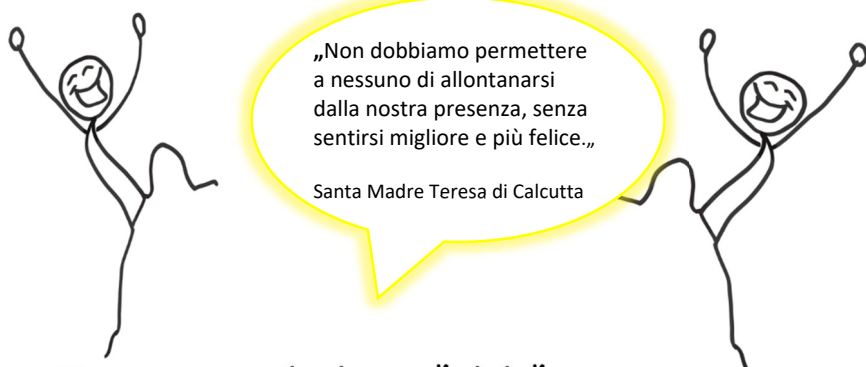 „Non dobbiamo permettere
a nessuno di allontanarsi
dalla nostra presenza, senza
sentirsi migliore e più felice.„
Santa Madre Teresa di Calcutta